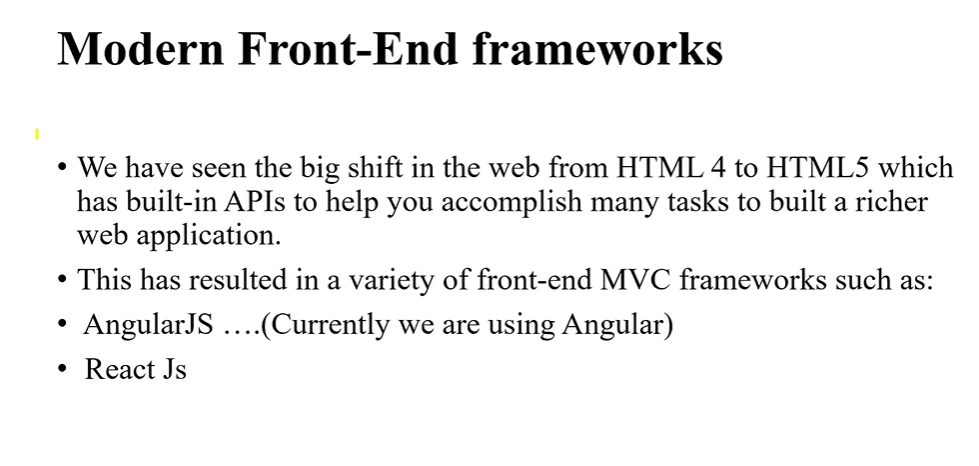 Modern Front-End frameworks
• We have seen the big shift in the web from HTML 4 to HTML5 which
has built-in APIs to help you accomplish many tasks to built a richer
web application.
• This has resulted in a variety of front-end MVC frameworks such as:
• AngularJS ….(Currently we are using Angular)
• React Js